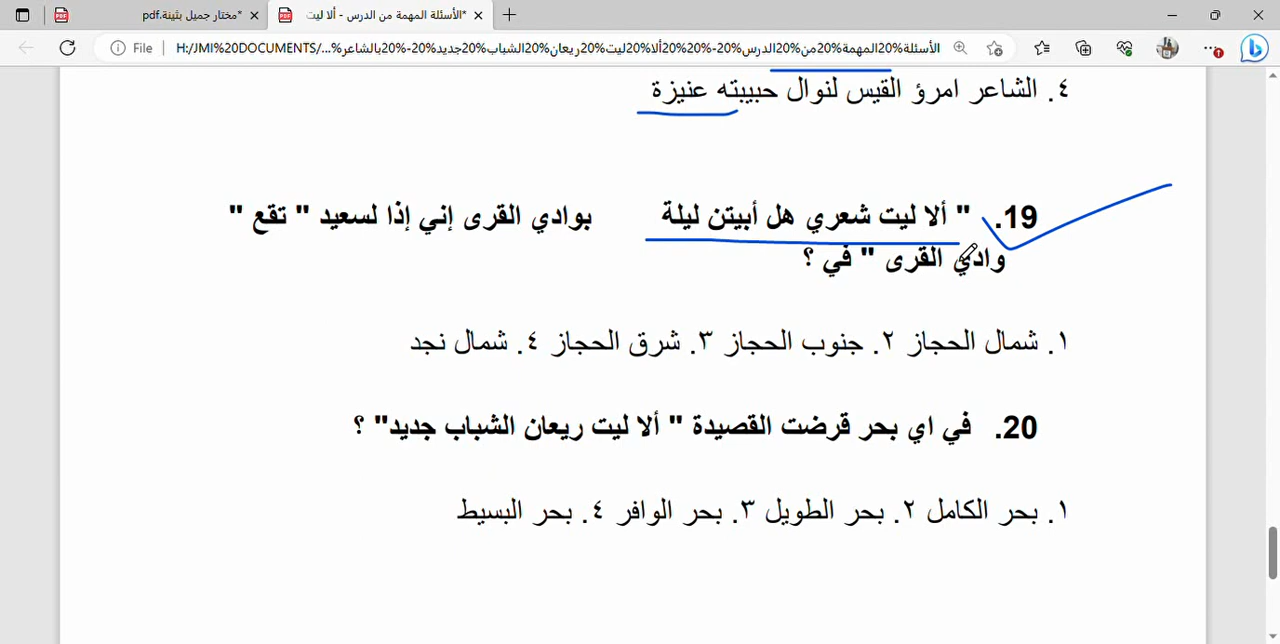 *مختار جميل بثينة.pdf
*الأسئلة المهمة من الدرس - ألا ليت
File
H://JMI%20DOCUMENTS/...الأسئلة%20المهمة%20من%20الدرس%20-%20%20ألا%20ليت%20ريعان%20الشباب%20جديد%20-%20بالشاعر%
٤. الشاعر امرؤ القيس لنوال حبيبته عنيزة
19. " ألا ليت شعري هل أبيتن ليلة بوادي القرى إني إذا لسعيد " تقع "
وادي القرى " في ؟
١. شمال الحجاز ٢. جنوب الحجاز ٣. شرق الحجاز ٤. شمال نجد
20. في اي بحر قرضت القصيدة " ألا ليت ريعان الشباب جديد" ؟
١. بحر الكامل ٢. بحر الطويل ٣. بحر الوافر ٤. بحر البسيط